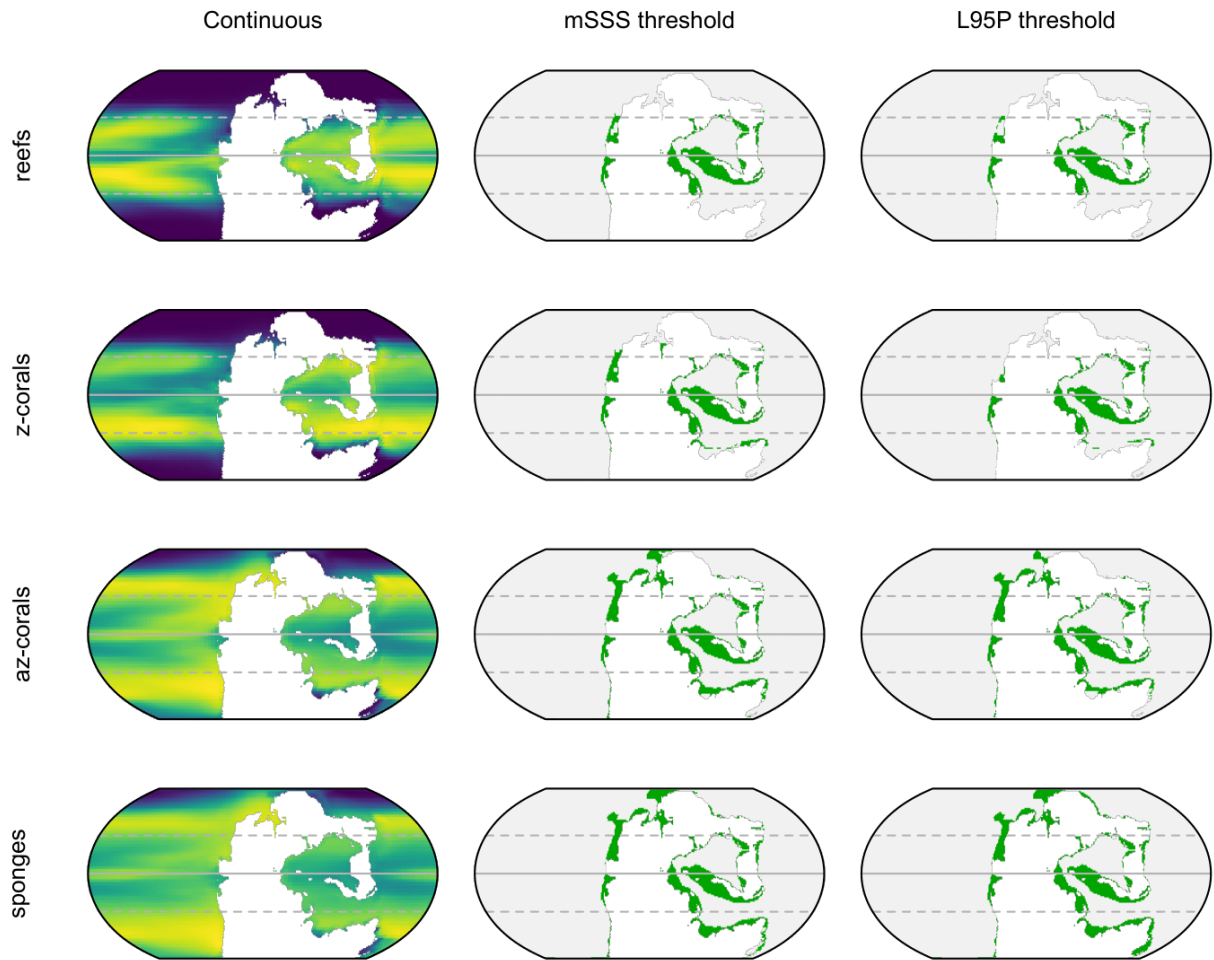 Continuous
mSSS threshold
L95P threshold
reefs
z-corals
az-corals
sponges